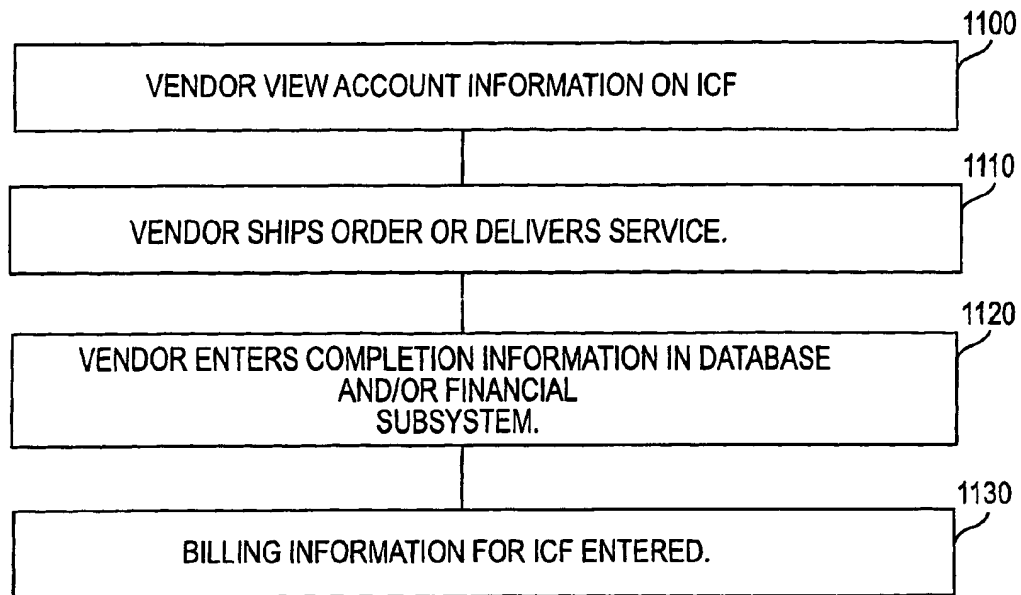 1100
VENDOR VIEW ACCOUNT INFORMATION ON ICF
1110
VENDOR SHIPS ORDER OR DELIVERS SERVICE.
1120
VENDOR ENTERS COMPLETION INFORMATION IN DATABASE
AND/OR FINANCIAL
SUBSYSTEM.
1130
BILLING INFORMATION FOR ICF ENTERED.